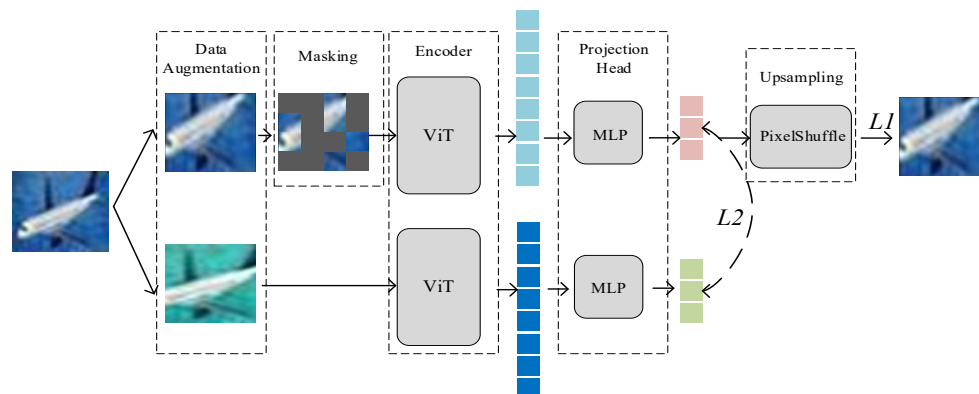 Data
Augmentation
Masking
Encoder
Projection
Head
Upsampling
ViT
MLP
PixelShuffle
L1
L2
ViT
MLP